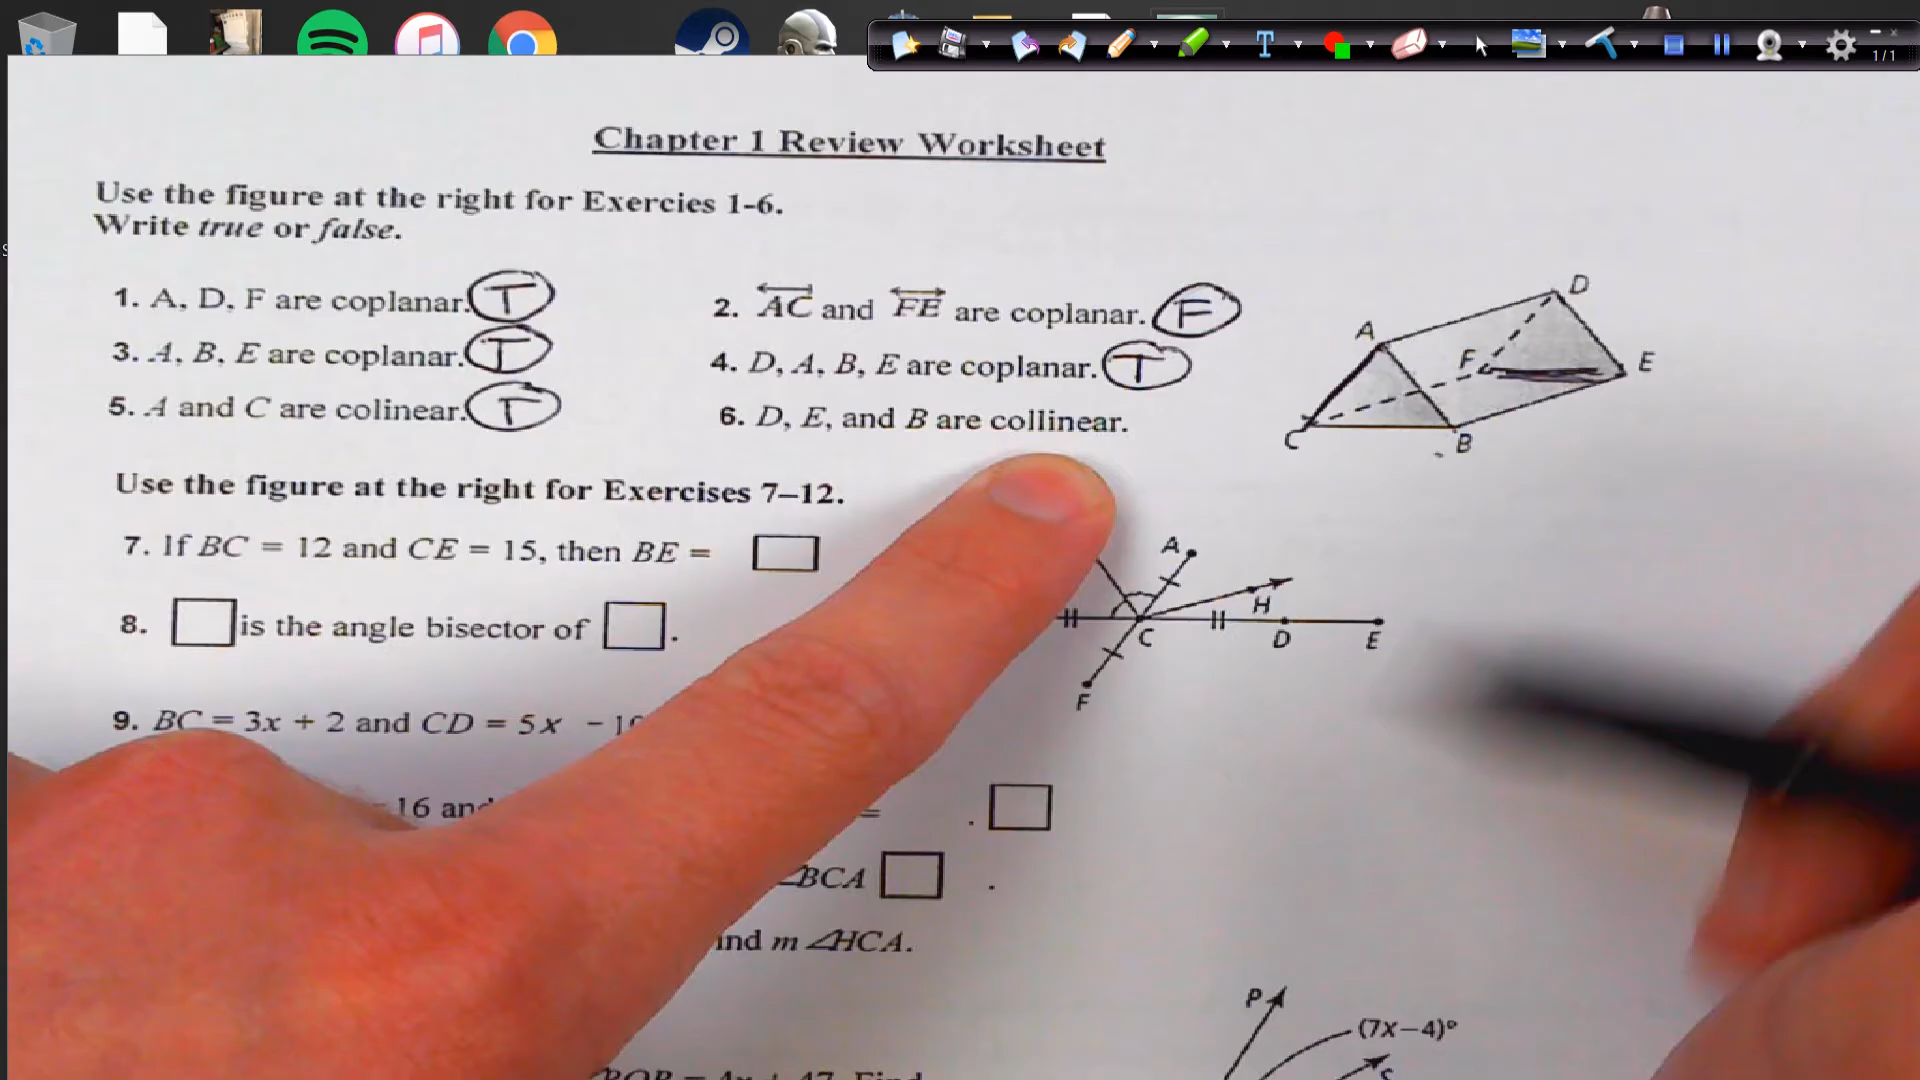 1/1
Chapter 1 Review Worksheet
Use the figure at the right for Exercies 1-6.
Write true or false.
1. A, D, F are coplanar. T
2. AC and FE are coplanar. F
3. A, B, E are coplanar. T
4. D, A, B, E are coplanar. T
5. A and C are colinear. T
6. D, E, and B are collinear.
D
A
F
E
C
B
Use the figure at the right for Exercises 7–12.
7. If BC = 12 and CE = 15, then BE =
8. is the angle bisector of .
A
H
C
D
E
F
9. BC = 3x + 2 and CD = 5x - 1
16 and =
∠BCA .
m ∠HCA.
P
(7x–4)°
S
Find